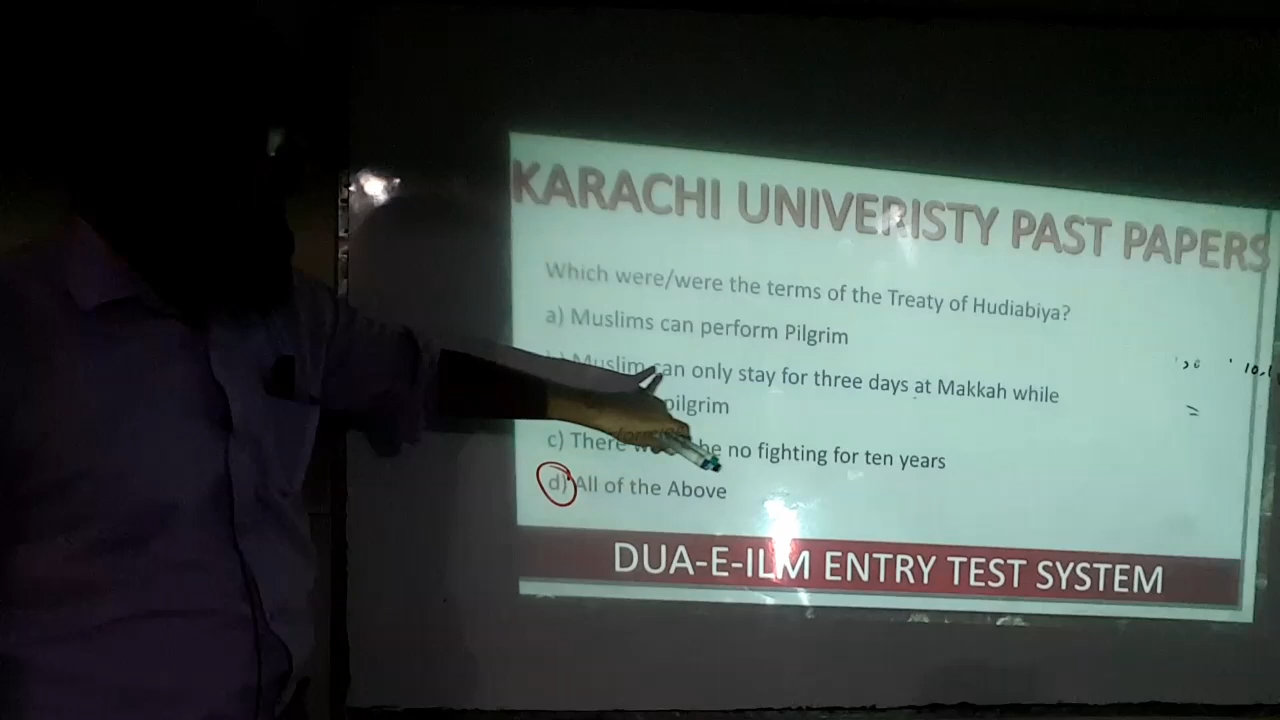 KARACHI UNIVERISTY PAST PAPERS
Which were/were the terms of the Treaty of Hudiabiya?
a) Muslims can perform Pilgrim
Muslim can only stay for three days at Makkah while
pilgrim
c) There be no fighting for ten years
d) All of the Above
DUA-E-ILM ENTRY TEST SYSTEM